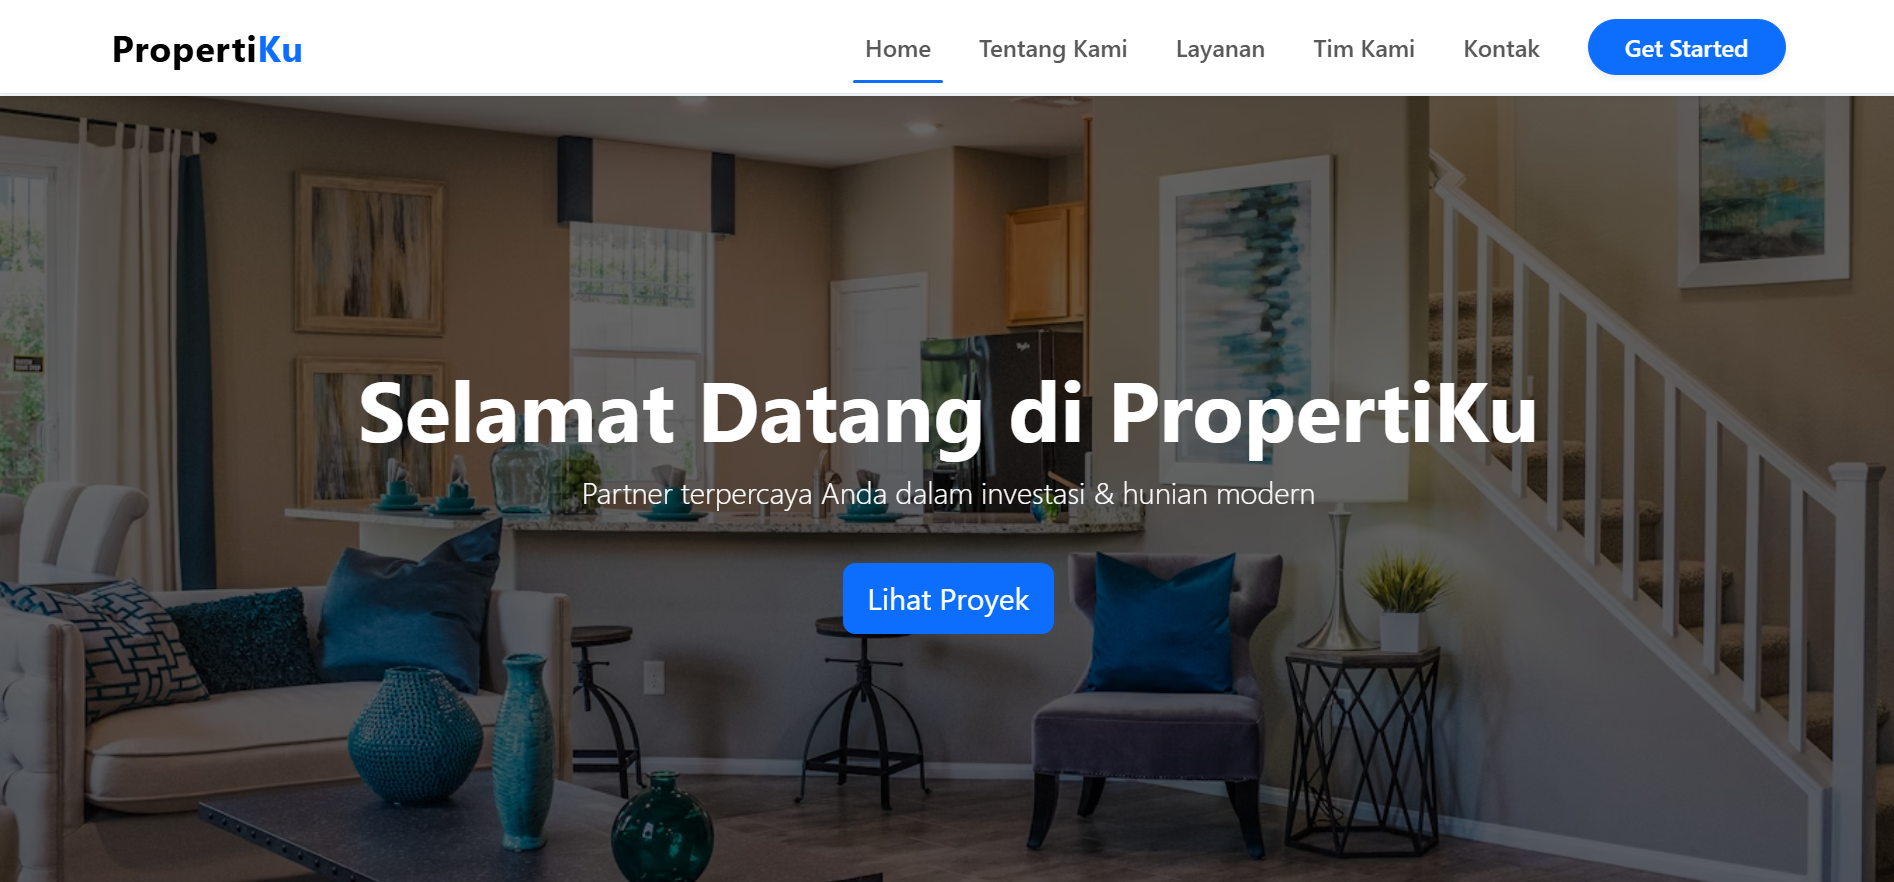 PropertiKu
Home Tentang Kami Layanan Tim Kami Kontak Get Started
Selamat Datang di PropertiKu
Partner terpercaya Anda dalam investasi & hunian modern
Lihat Proyek